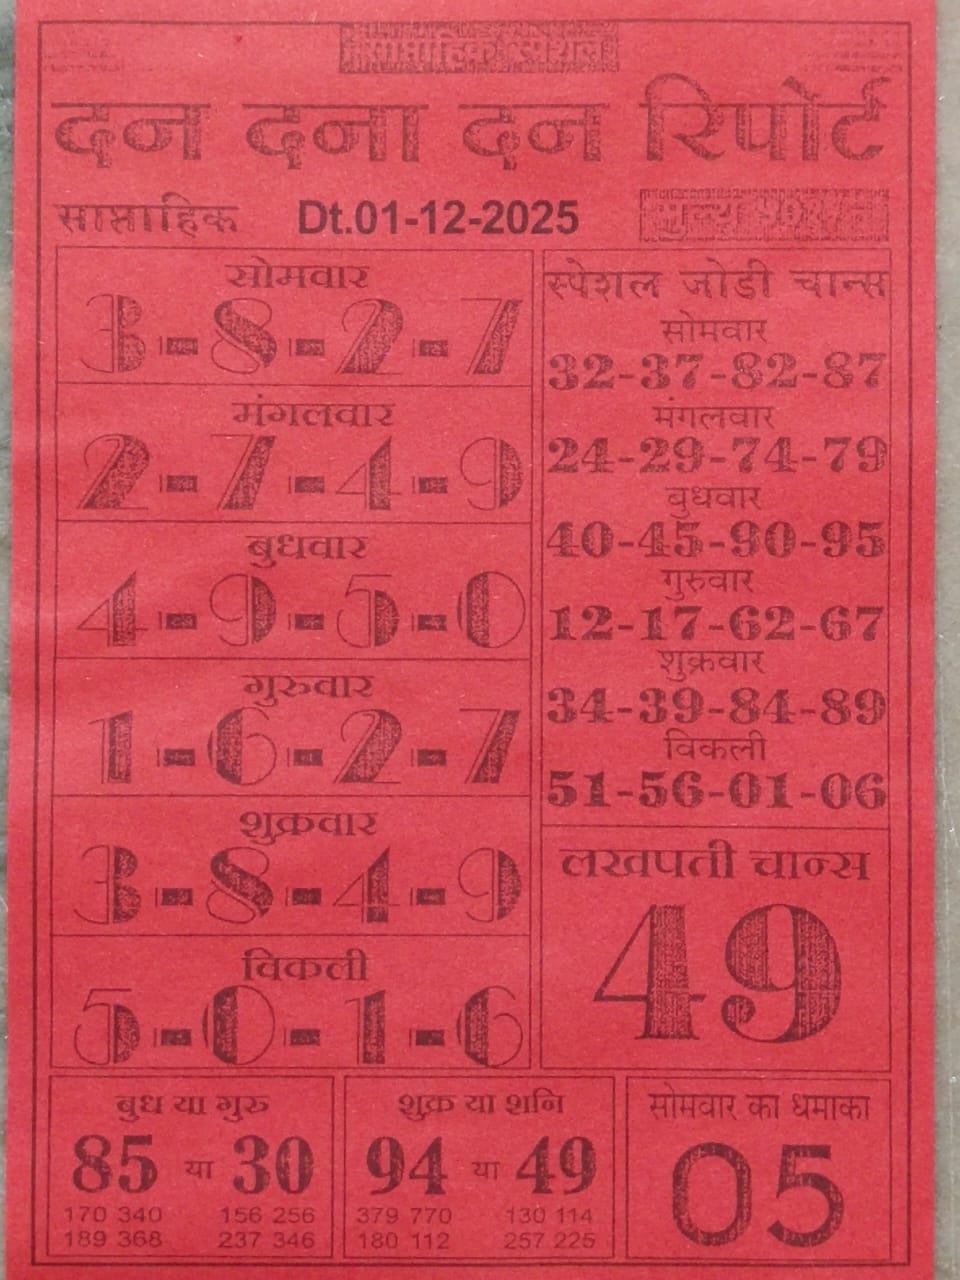 साप्ताहिक स्पेशल
दन दना दन रिपोर्ट
साप्ताहिक Dt.01-12-2025
सोमवार
3-8-2-7
मंगलवार
2-7-4-9
बुधवार
4-9-5-0
गुरुवार
1-6-2-7
शुक्रवार
3-8-4-9
विकली
5-0-1-6
स्पेशल जोडी चान्स
सोमवार
32-37-82-87
मंगलवार
24-29-74-79
बुधवार
40-45-90-95
गुरुवार
12-17-62-67
शुक्रवार
34-39-84-89
विकली
51-56-01-06
लखपती चान्स
49
बुध या गुरु
85 या 30
170 340 156 256
189 368 237 346
शुक्र या शनि
94 या 49
379 770 130 114
180 112 257 225
सोमवार का धमाका
05